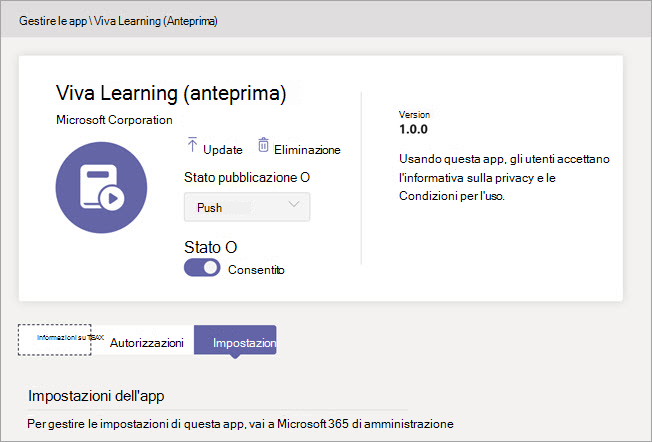 Gestire le app \ Viva Learning (Anteprima)
Viva Learning (anteprima)
Microsoft Corporation
Update
Eliminazione
Stato pubblicazione O
Push
Stato O
Consentito
Version
1.0.0
Usando questa app, gli utenti accettano
l'informativa sulla privacy e le
Condizioni per l'uso.
Informazioni su TEAX
Autorizzazioni
Impostazion
Impostazioni dell'app
Per gestire le impostazioni di questa app, vai a Microsoft 365 di amministrazione